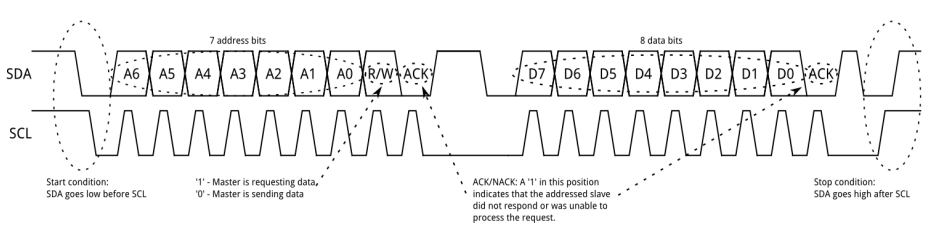 7 address bits
8 data bits
SDA
A6 A5 A4 A3 A2 A1 A0 R/W ACK
D7 D6 D5 D4 D3 D2 D1 D0 ACK
SCL
Start condition:
SDA goes low before SCL
'1' - Master is requesting data,
'0' - Master is sending data
ACK/NACK: A '1' in this position
indicates that the addressed slave
did not respond or was unable to
process the request.
Stop condition:
SDA goes high after SCL